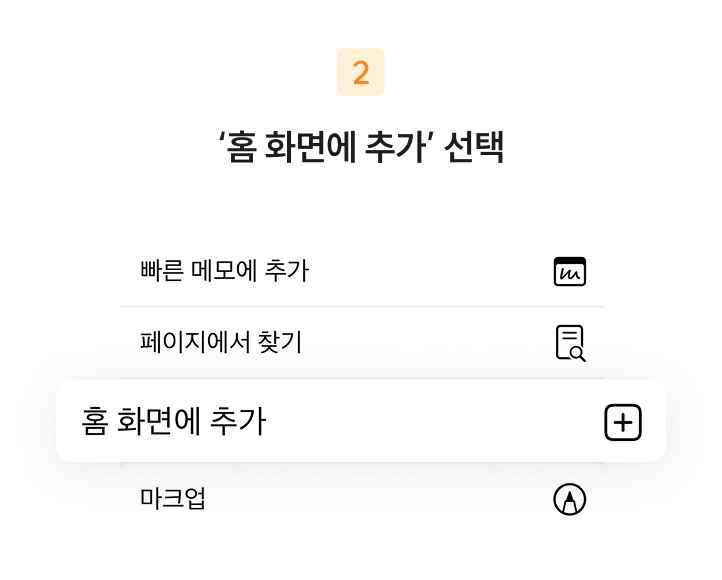 2
‘홈 화면에 추가’ 선택
빠른 메모에 추가
페이지에서 찾기
홈 화면에 추가
마크업